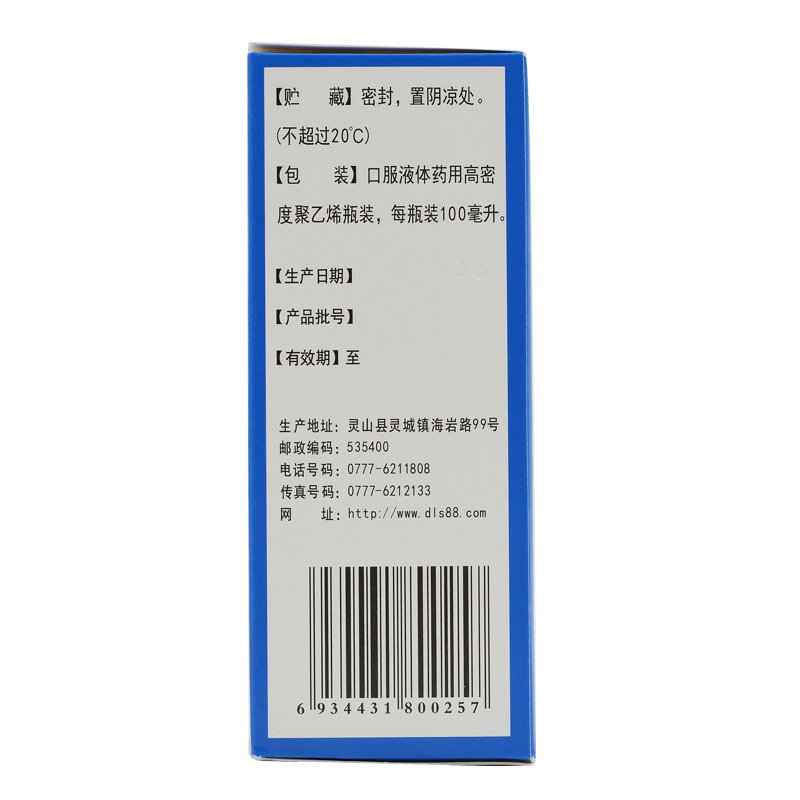 【贮　藏】密封，置阴凉处。
(不超过20℃)
【包　装】口服液体药用高密
度聚乙烯瓶装，每瓶装100毫升。
【生产日期】
【产品批号】
【有效期】至
生产地址：灵山县灵城镇海岩路99号
邮政编码：535400
电话号码：0777-6211808
传真号码：0777-6212133
网　址：http://www.dls88.com
6 934431 800257